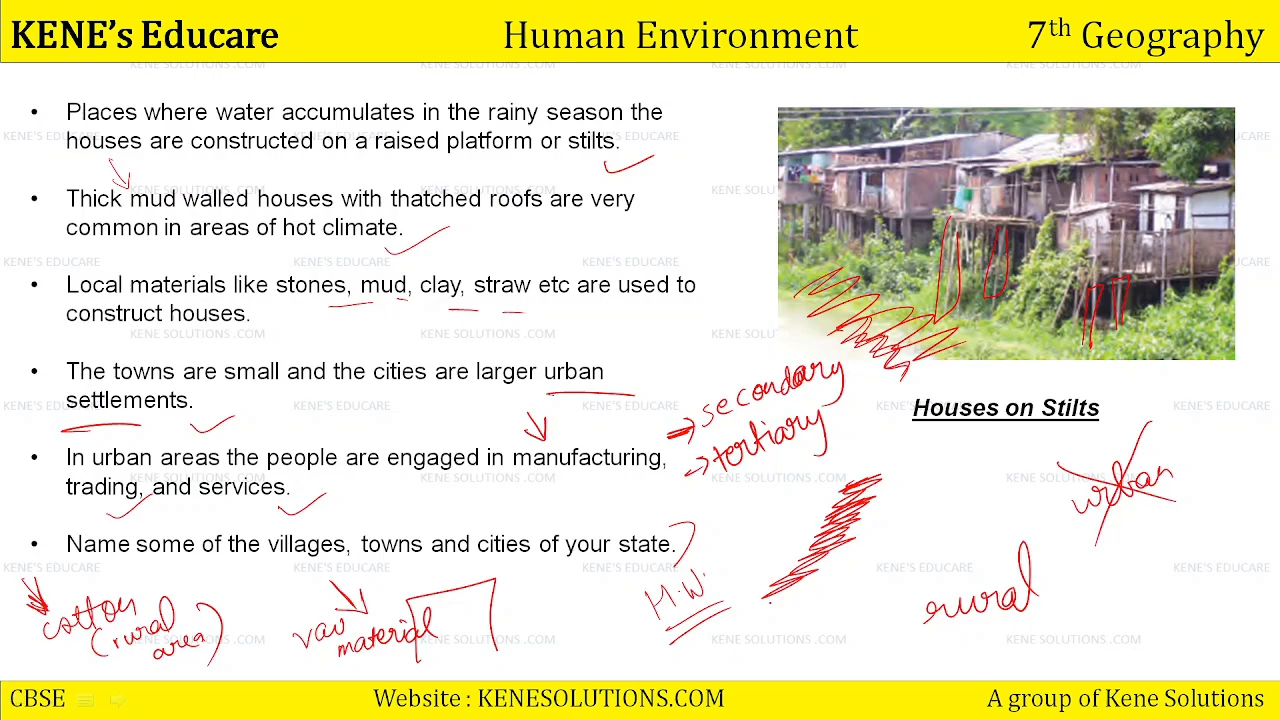 KENE's Educare
Human Environment
7th Geography
• Places where water accumulates in the rainy season the
houses are constructed on a raised platform or stilts.
• Thick mud walled houses with thatched roofs are very
common in areas of hot climate.
• Local materials like stones, mud, clay, straw etc are used to
construct houses.
• The towns are small and the cities are larger urban
settlements.
• In urban areas the people are engaged in manufacturing,
trading, and services.
• Name some of the villages, towns and cities of your state.
→ secondary
→ tertiary
Houses on Stilts
urban
rural
H.W.
cotton
(rural
area)
raw
material
KENE SOLUTIONS .COM
KENE'S EDUCARE
CBSE
Website : KENESOLUTIONS.COM
A group of Kene Solutions